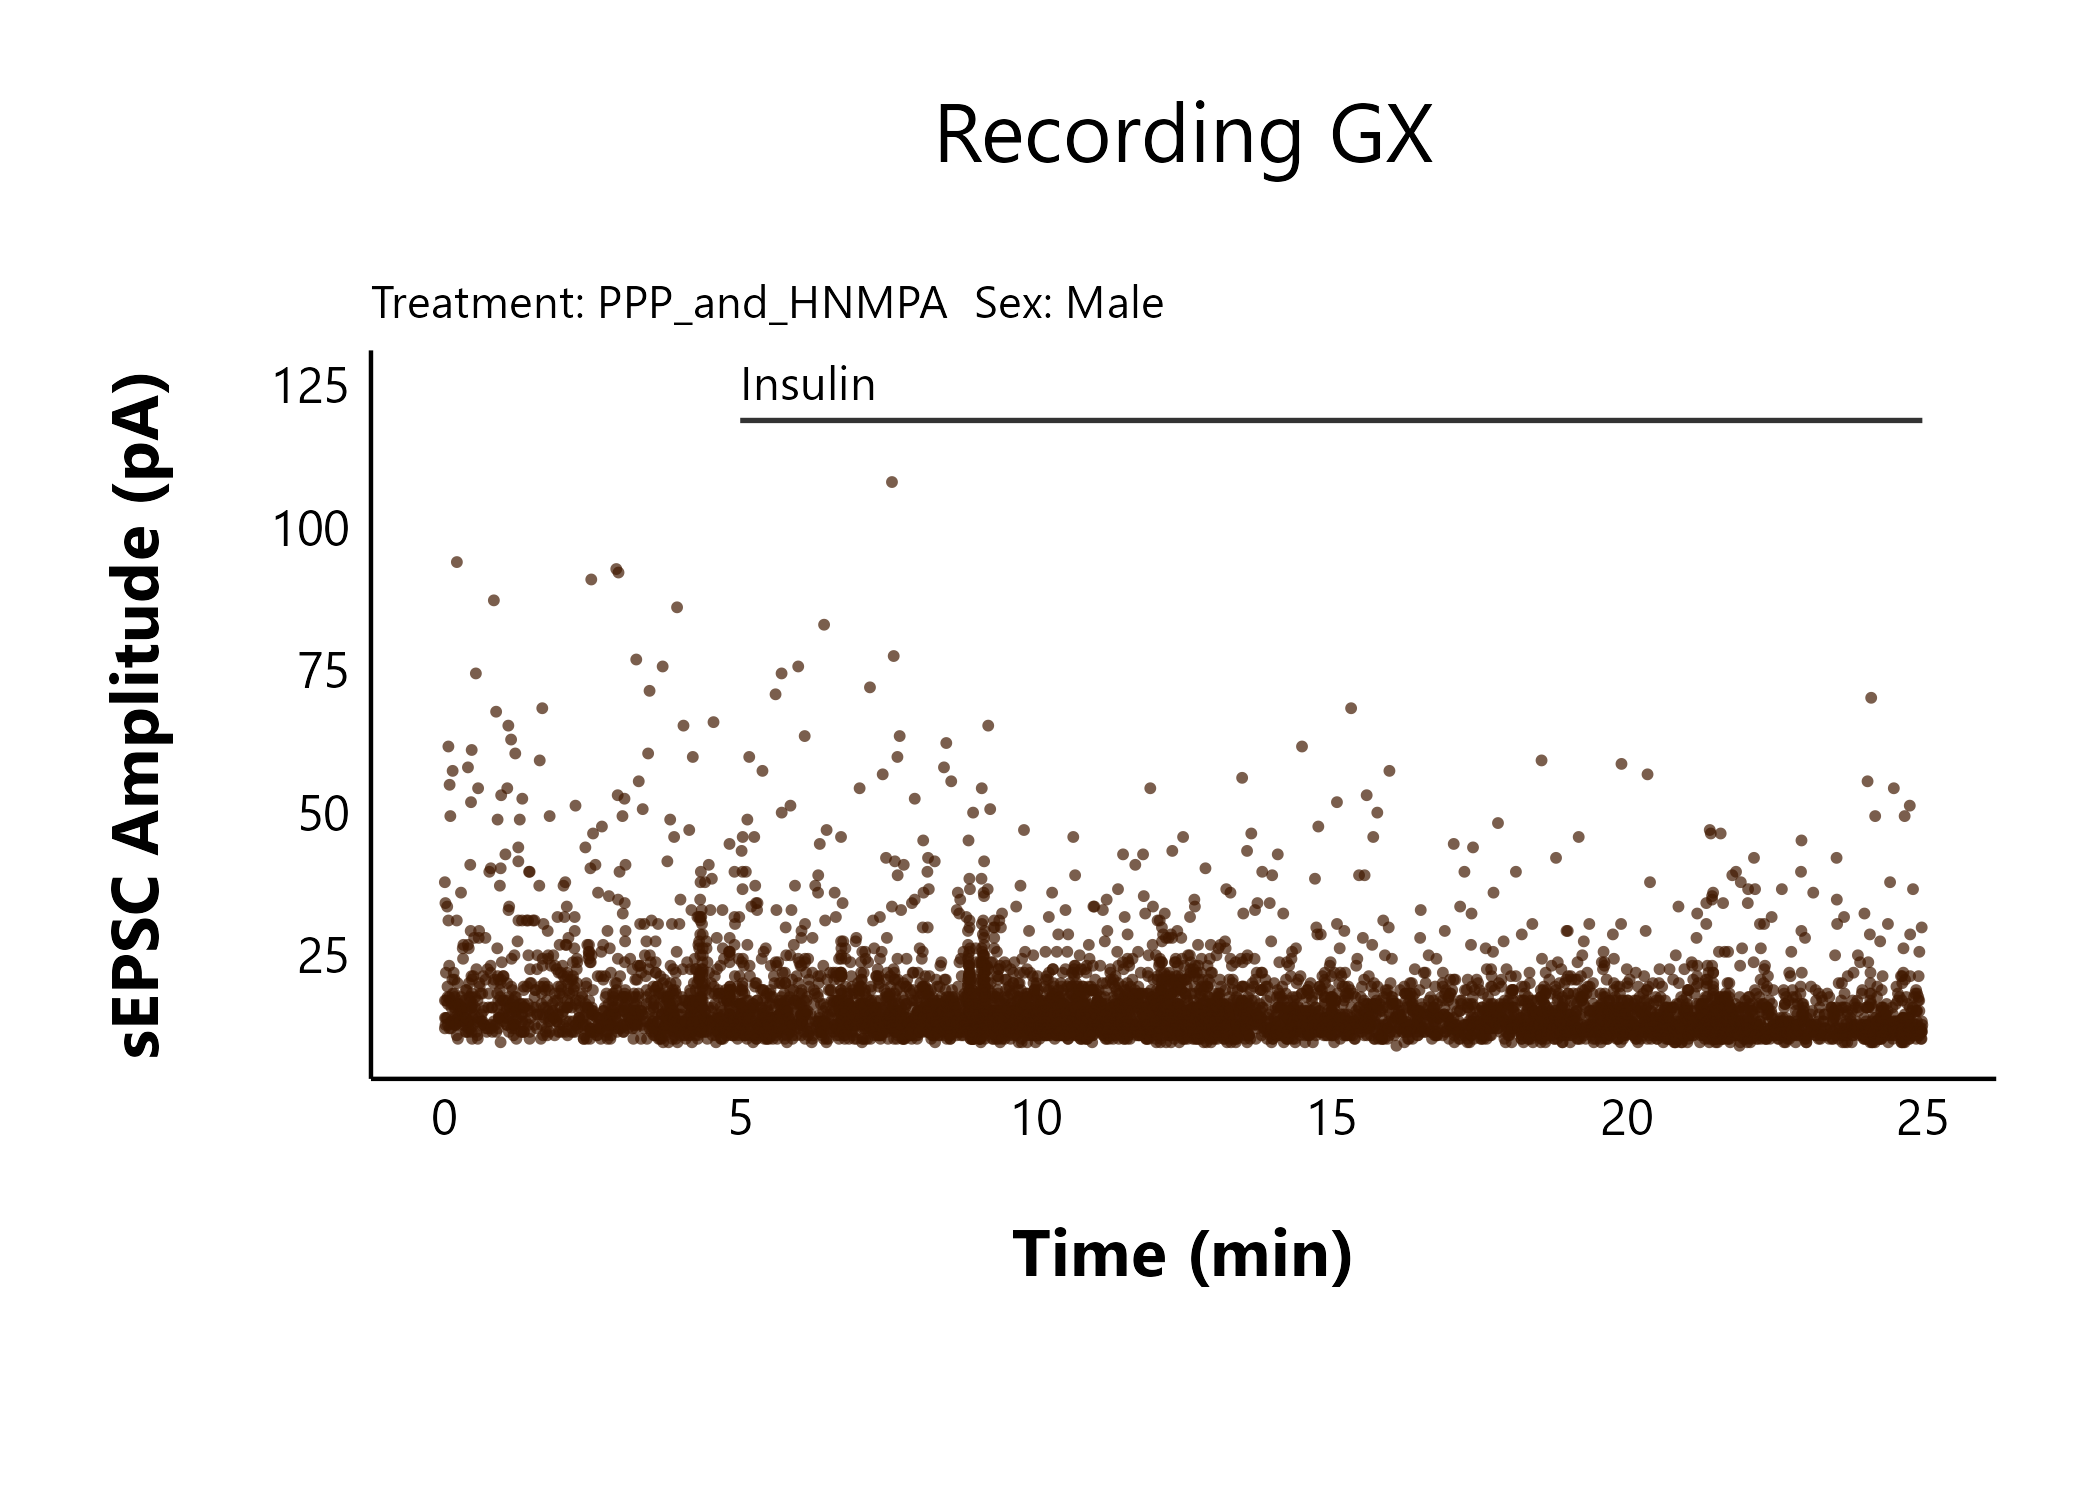 Recording GX
Treatment: PPP_and_HNMPA  Sex: Male
sEPSC Amplitude (pA)
125
100
75
50
25
Insulin
0 5 10 15 20 25
Time (min)